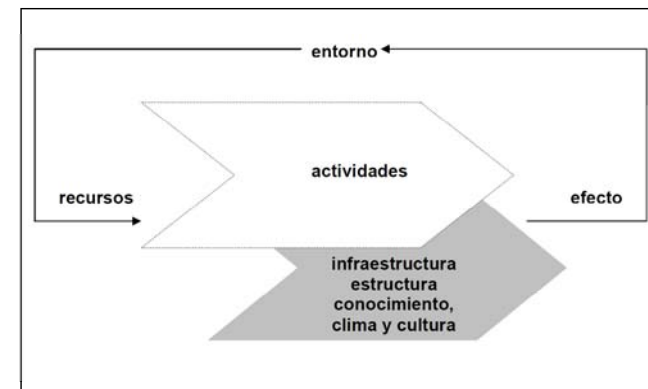 entorno
actividades
recursos
efecto
infraestructura
estructura
conocimiento,
clima y cultura